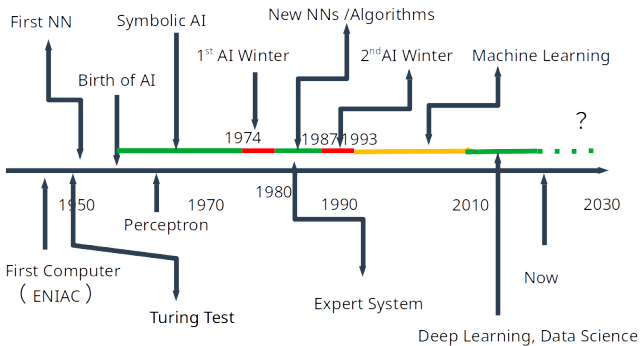 First NN
Symbolic AI
New NNs /Algorithms
1st AI Winter
2nd AI Winter
Machine Learning
Birth of AI
?
1974
1987
1993
1950
1970
1980
1990
2010
2030
Perceptron
First Computer
( ENIAC )
Turing Test
Expert System
Now
Deep Learning, Data Science